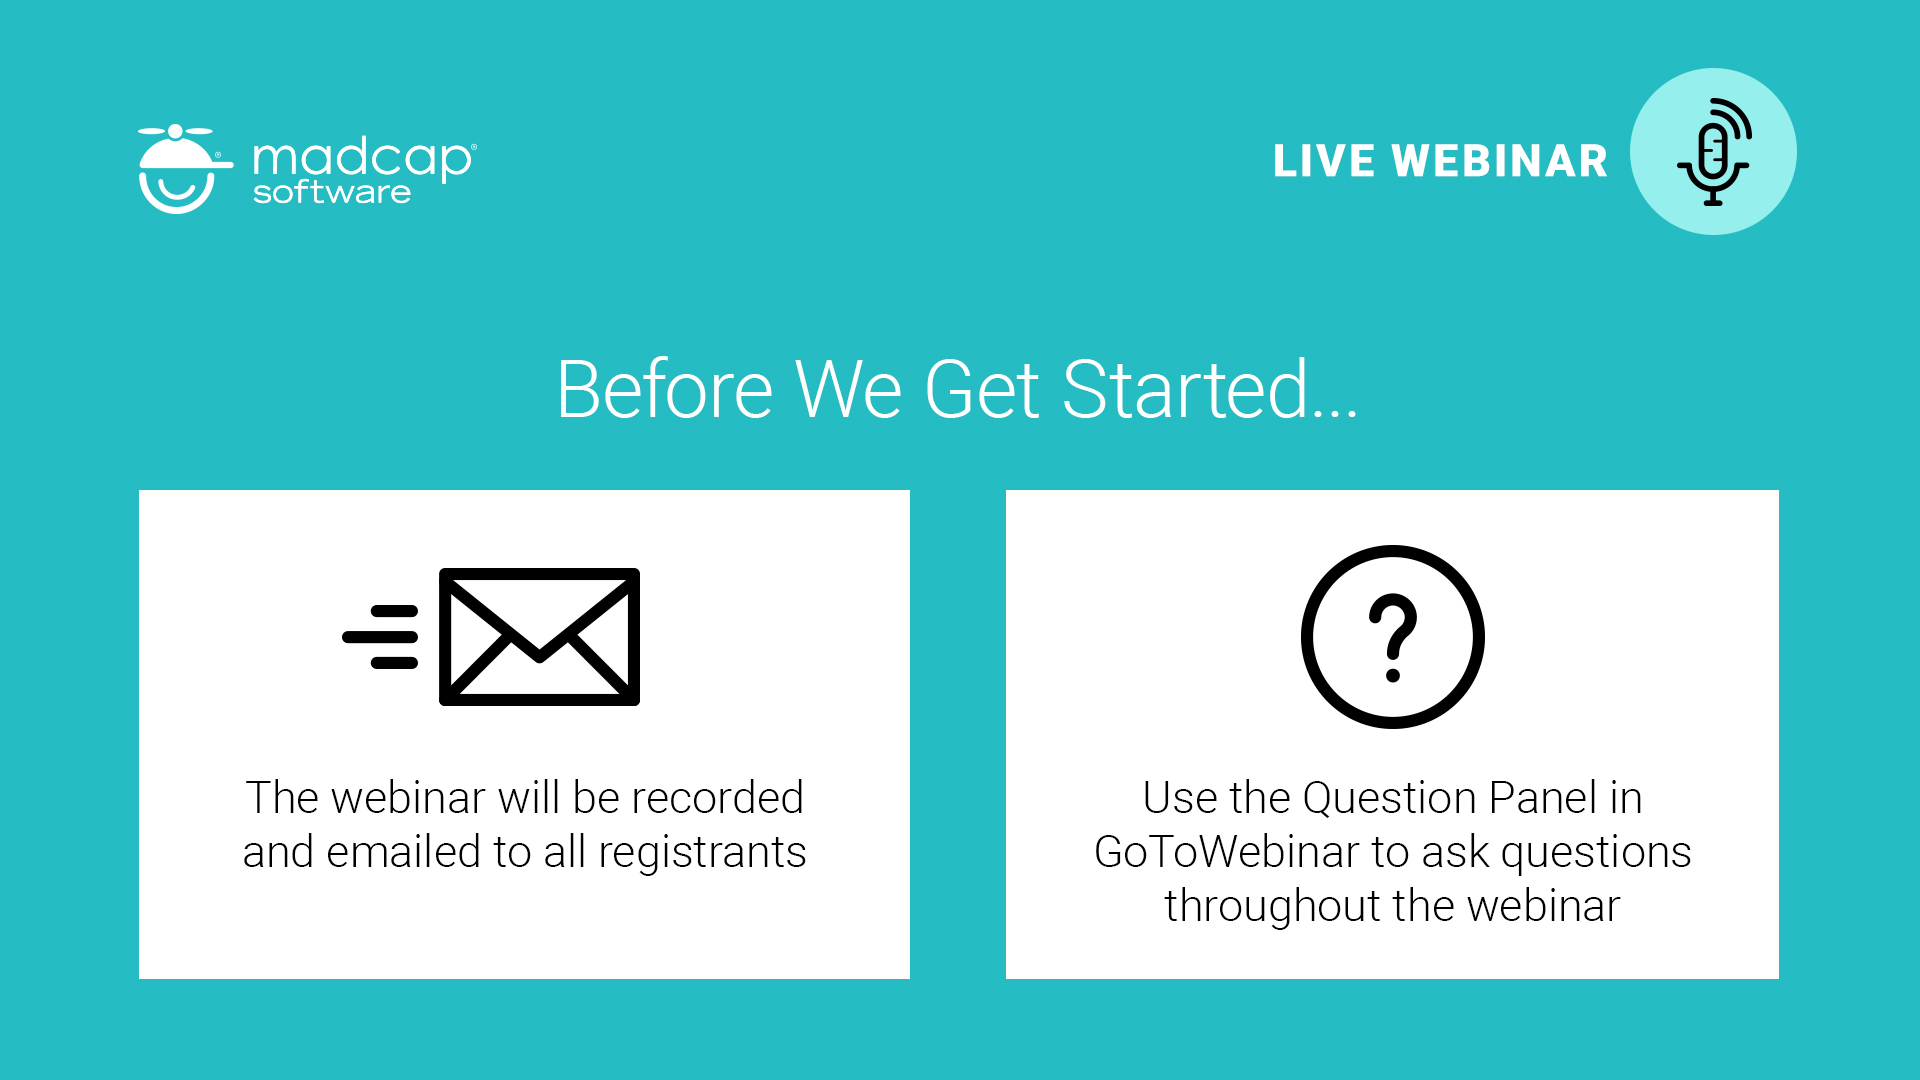 madcap®
software
LIVE WEBINAR
Before We Get Started...
The webinar will be recorded
and emailed to all registrants
Use the Question Panel in
GoToWebinar to ask questions
throughout the webinar